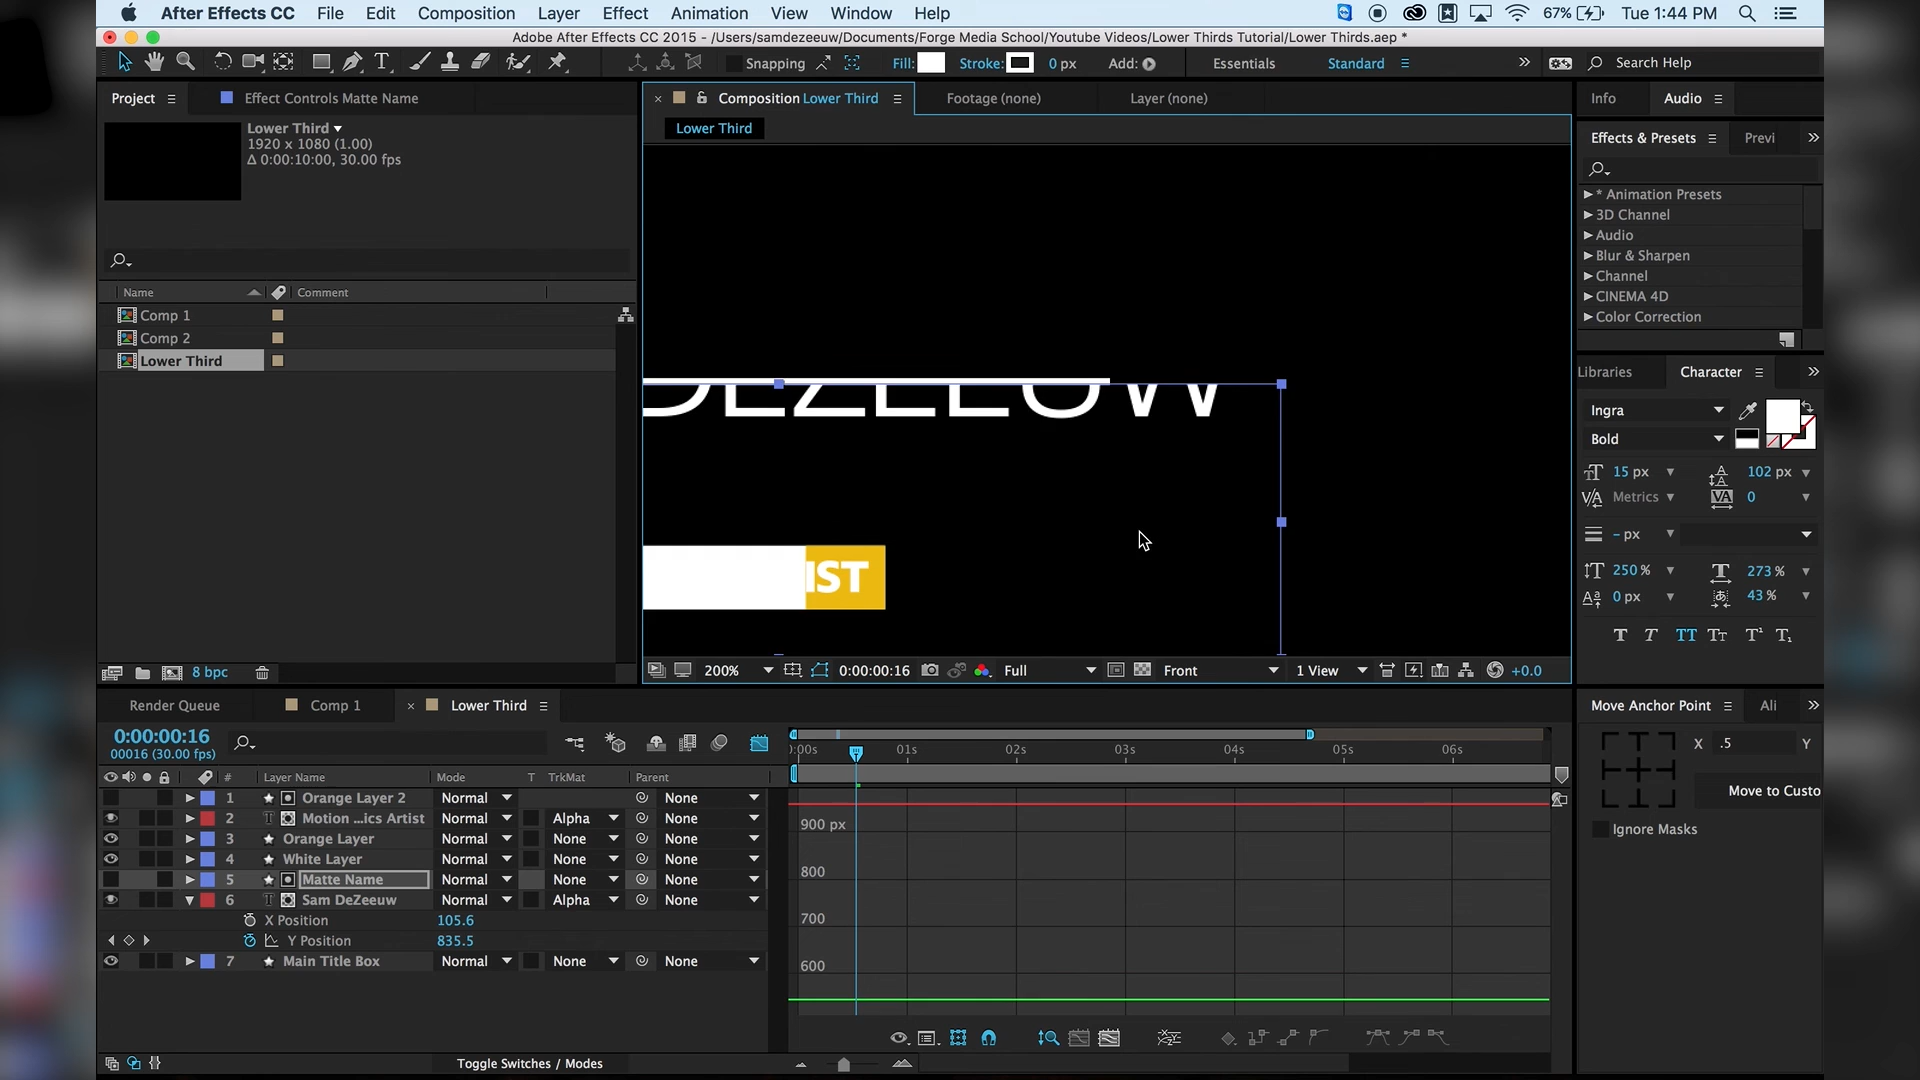 After Effects CC File Edit Composition Layer Effect Animation View Window Help 67% Tue 1:44 PM
Adobe After Effects CC 2015 - /Users/samdezeeuw/Documents/Forge Media School/Youtube Videos/Lower Thirds Tutorial/Lower Thirds.aep *
Snapping Fill: Stroke: 0 px Add: Essentials Standard Search Help
Project Effect Controls Matte Name
Lower Third
1920 x 1080 (1.00)
Δ 0:00:10:00, 30.00 fps
Name Comment
Comp 1
Comp 2
Lower Third
8 bpc
Composition Lower Third Footage (none) Layer (none)
Lower Third
DEZEEUW
IST
200% 0:00:00:16 Full Front 1 View +0.0
Info Audio
Effects & Presets Previ
* Animation Presets
3D Channel
Audio
Blur & Sharpen
Channel
CINEMA 4D
Color Correction
Libraries Character
Ingra
Bold
15 px 102 px
Metrics 0
- px
250 % 273 %
0 px 43 %
T T TT Tt T¹ T₁
Move Anchor Point Ali
X .5 Y
Move to Custo
Ignore Masks
Render Queue Comp 1 Lower Third
0:00:00:16
00016 (30.00 fps)
# Layer Name Mode T TrkMat Parent
1 Orange Layer 2 Normal None
2 T Motion ...ics Artist Normal Alpha None
3 Orange Layer Normal None None
4 White Layer Normal None None
5 Matte Name Normal None None
6 T Sam DeZeeuw Normal Alpha None
X Position 105.6
Y Position 835.5
7 Main Title Box Normal None None
Toggle Switches / Modes
):00s 01s 02s 03s 04s 05s 06s
900 px
800
700
600